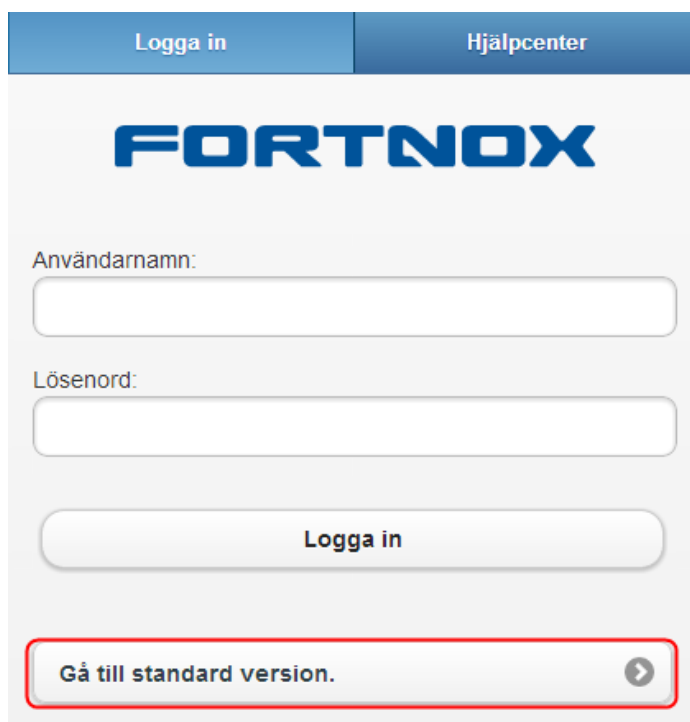 Logga in
Hjälpcenter
FORTNOX
Användarnamn:
Lösenord:
Logga in
Gå till standard version.